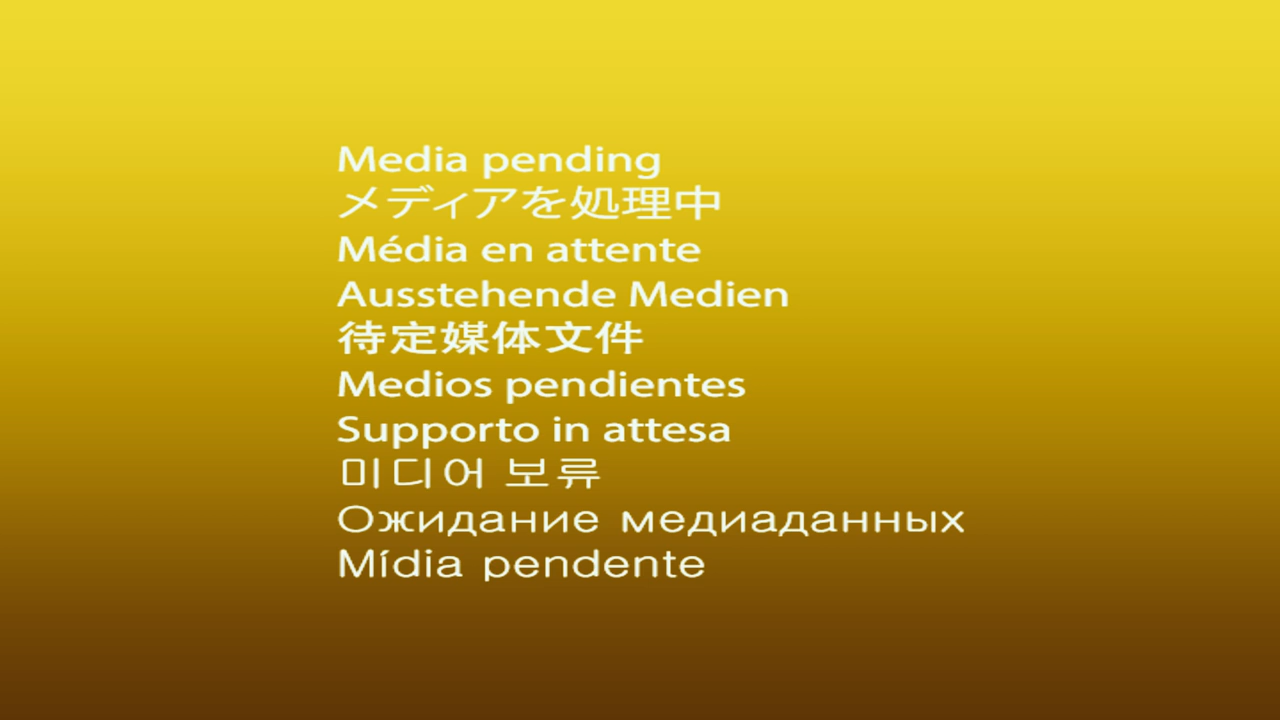 Media pending
メディアを処理中
Média en attente
Ausstehende Medien
待定媒体文件
Medios pendientes
Supporto in attesa
미디어 보류
Ожидание медиаданных
Mídia pendente